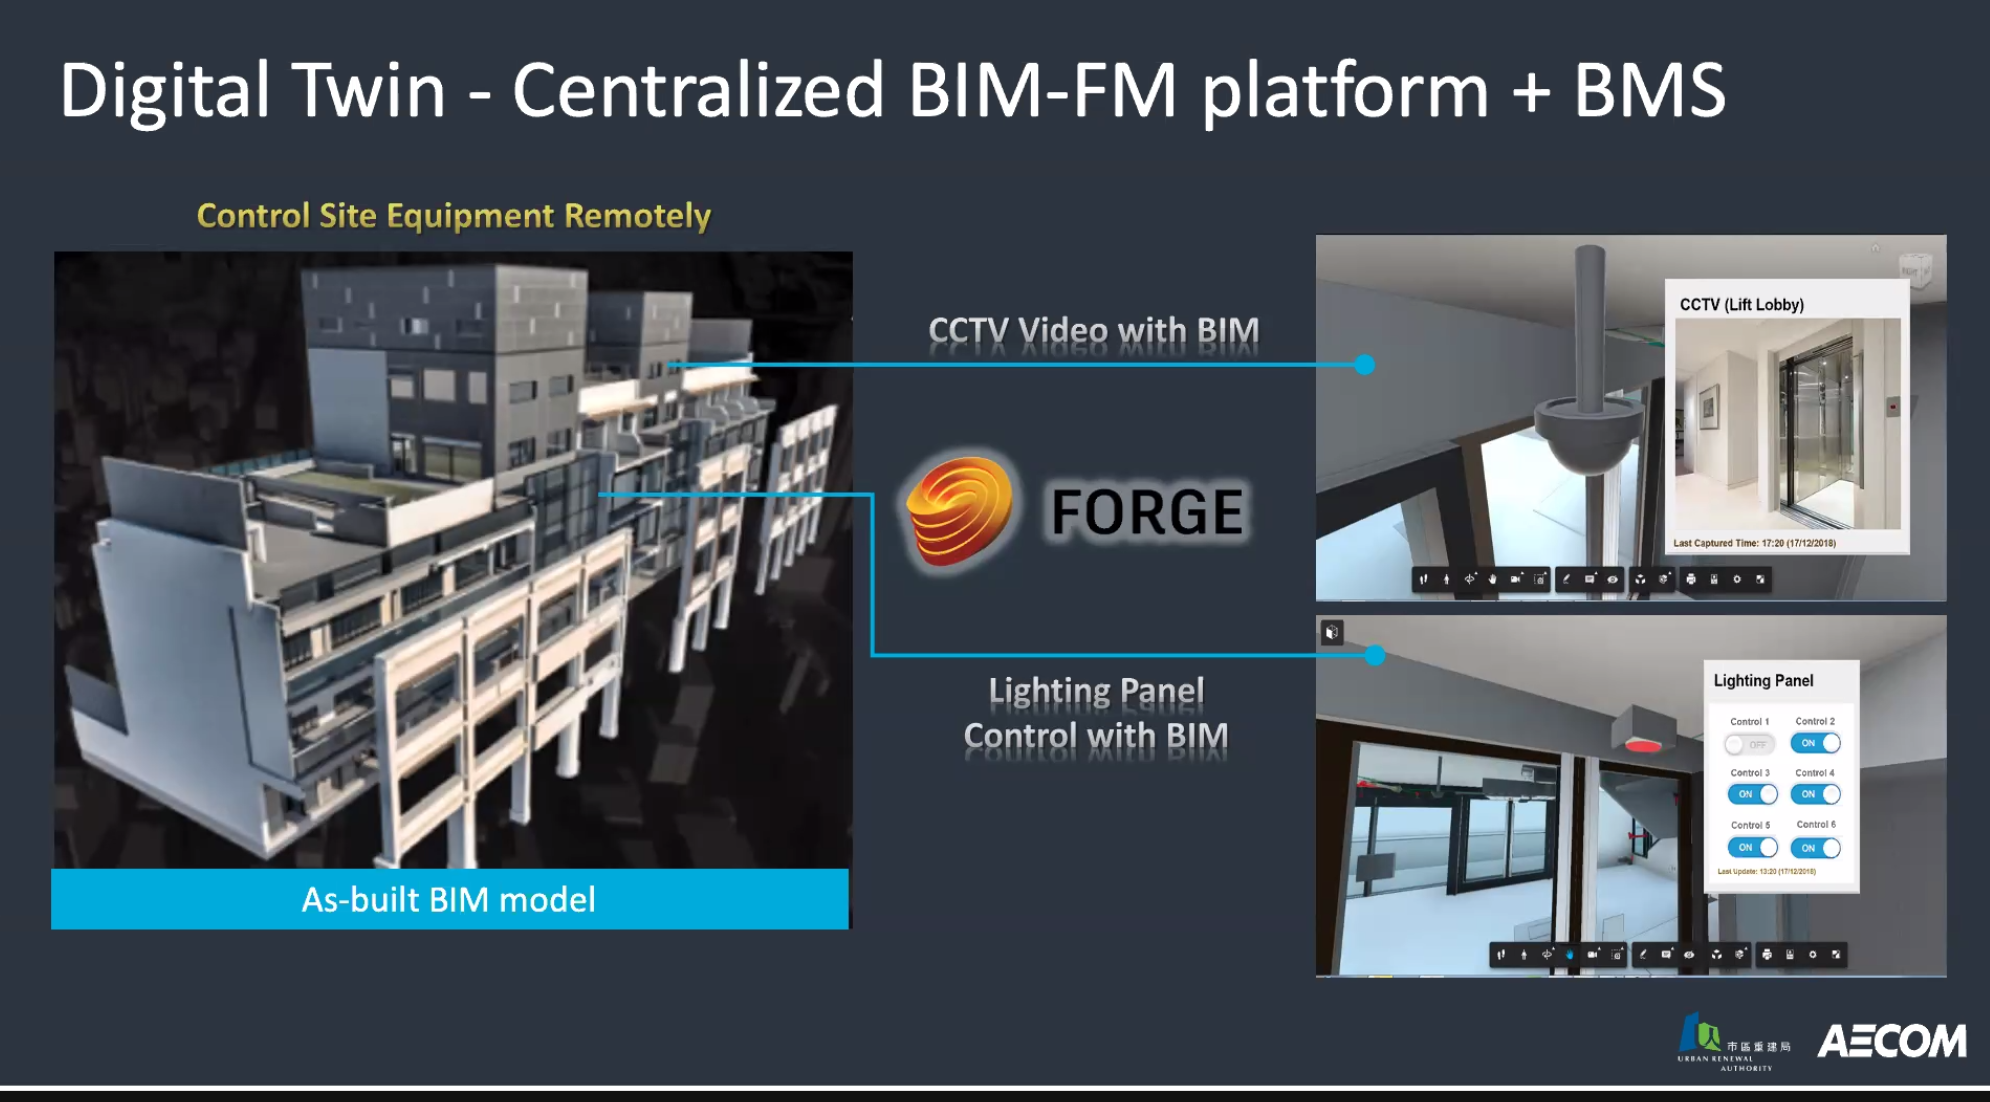 Digital Twin - Centralized BIM-FM platform + BMS
Control Site Equipment Remotely
As-built BIM model
CCTV Video with BIM
FORGE
Lighting Panel
Control with BIM
CCTV (Lift Lobby)
Last Captured Time: 17:20 (17/12/2018)
Lighting Panel
Control 1 Control 2
OFF ON
Control 3 Control 4
ON ON
Control 5 Control 6
ON ON
Last Update: 13:20 (17/12/2018)
市區重建局
URBAN RENEWAL
AUTHORITY
AECOM